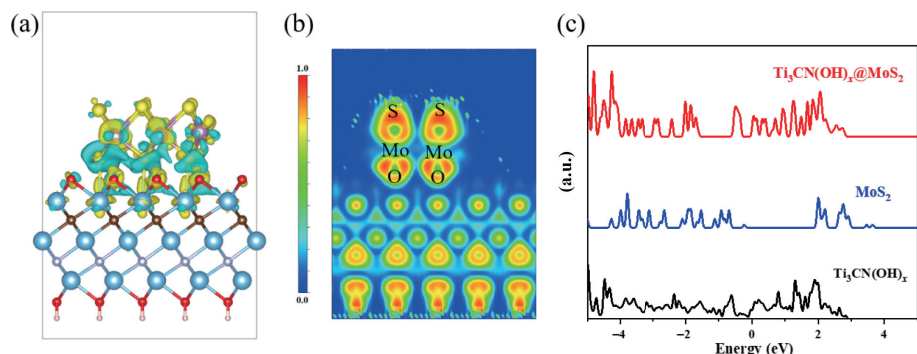 (a)
(b)
(c)
1.0
0.0
S S
Mo Mo
O O
Ti₃CN(OH)ₓ@MoS₂
MoS₂
Ti₃CN(OH)ₓ
(a.u.)
−4 −2 0 2 4
Energy (eV)